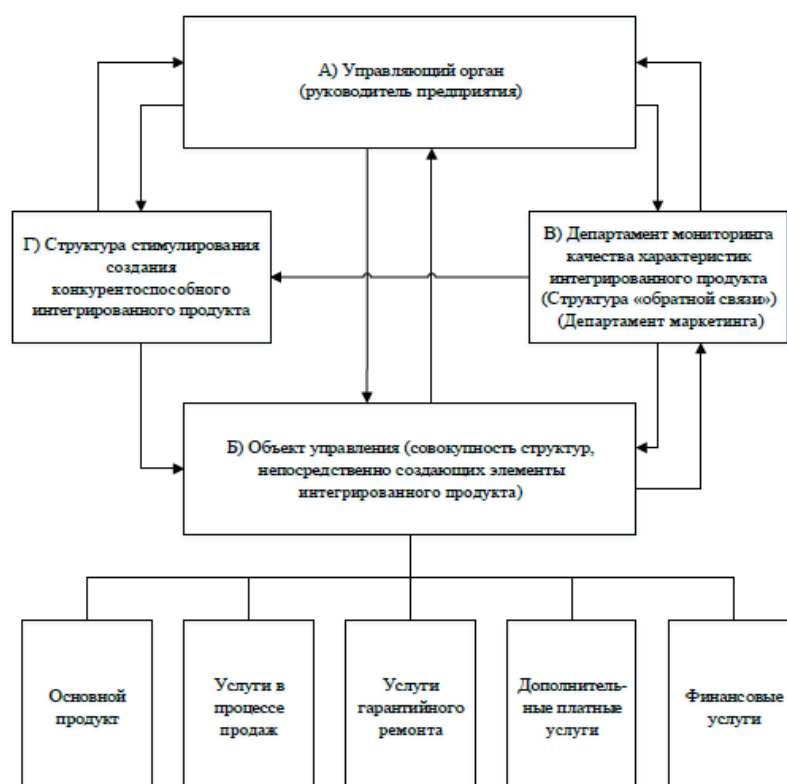 А) Управляющий орган
(руководитель предприятия)
Г) Структура стимулирования
создания
конкурентоспособного
интегрированного продукта
В) Департамент мониторинга
качества характеристик
интегрированного продукта
(Структура «обратной связи»)
(Департамент маркетинга)
Б) Объект управления (совокупность структур,
непосредственно создающих элементы
интегрированного продукта)
Основной
продукт
Услуги в
процессе
продаж
Услуги
гарантийного
ремонта
Дополнитель-
ные платные
услуги
Финансовые
услуги